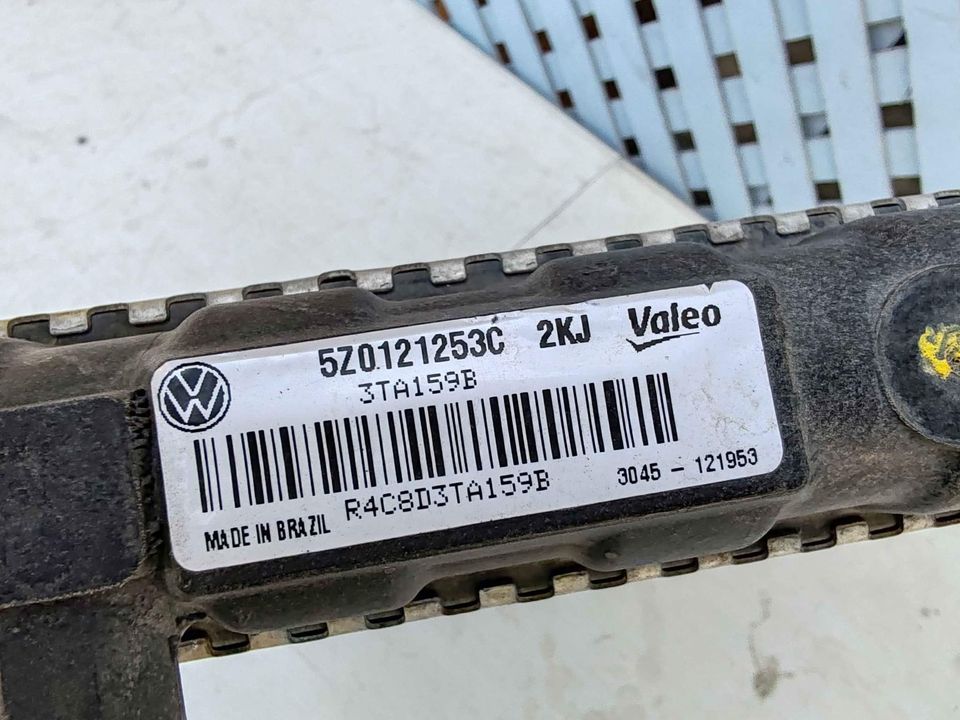 5Z0121253C 2KJ Valeo
3TA159B
R4C8D3TA159B
3045 - 121953
MADE IN BRAZIL